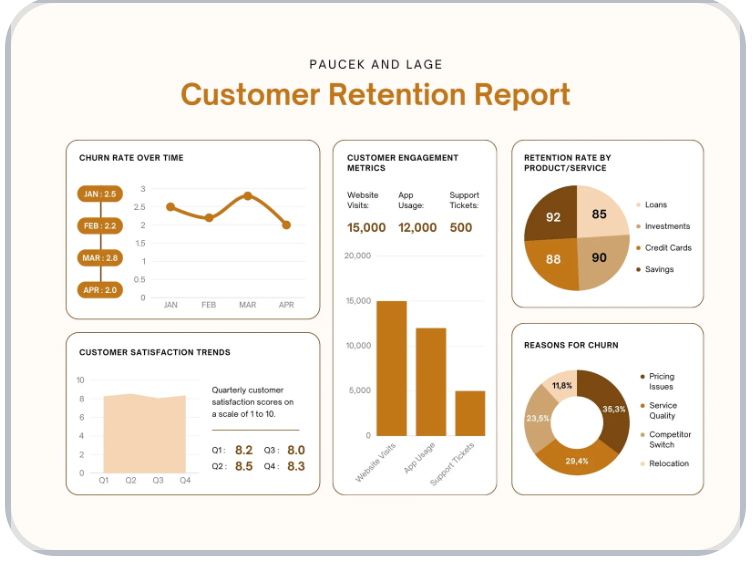 PAUCEK AND LAGE
Customer Retention Report
CHURN RATE OVER TIME
JAN : 2.5
FEB : 2.2
MAR : 2.8
APR : 2.0
3
2.5
2
1.5
1
0.5
0
JAN FEB MAR APR
CUSTOMER SATISFACTION TRENDS
10
8
6
4
2
0
Q1 Q2 Q3 Q4
Quarterly customer
satisfaction scores on
a scale of 1 to 10.
Q1 : 8.2 Q3 : 8.0
Q2 : 8.5 Q4 : 8.3
CUSTOMER ENGAGEMENT
METRICS
Website App Support
Visits: Usage: Tickets:
15,000 12,000 500
20,000
15,000
10,000
5,000
0
Website Visits
App Usage
Support Tickets
RETENTION RATE BY
PRODUCT/SERVICE
92 85
88 90
Loans
Investments
Credit Cards
Savings
REASONS FOR CHURN
11,8%
35,3%
23,5%
29,4%
Pricing
Issues
Service
Quality
Competitor
Switch
Relocation